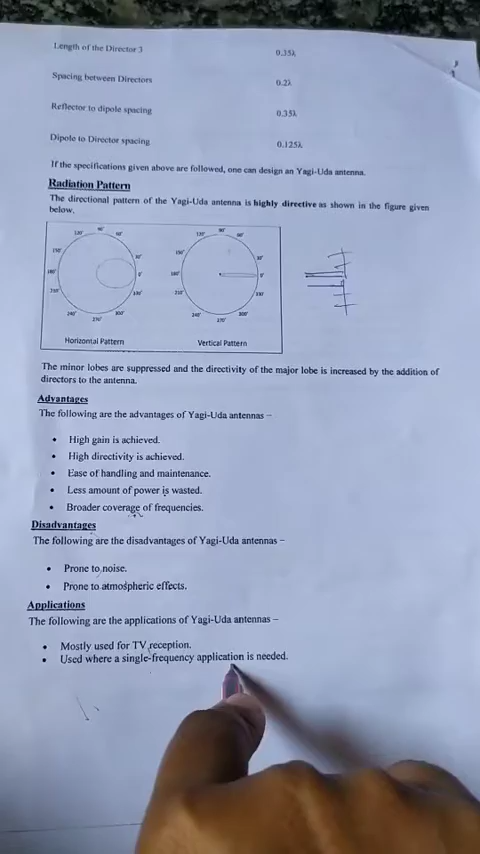 Length of the Director 3 0.35λ
Spacing between Directors 0.2λ
Reflector to dipole spacing 0.35λ
Dipole to Director spacing 0.125λ
If the specifications given above are followed, one can design an Yagi-Uda antenna.
Radiation Pattern
The directional pattern of the Yagi-Uda antenna is highly directive as shown in the figure given
below.
Horizontal Pattern Vertical Pattern
The minor lobes are suppressed and the directivity of the major lobe is increased by the addition of
directors to the antenna.
Advantages
The following are the advantages of Yagi-Uda antennas –
• High gain is achieved.
• High directivity is achieved.
• Ease of handling and maintenance.
• Less amount of power is wasted.
• Broader coverage of frequencies.
Disadvantages
The following are the disadvantages of Yagi-Uda antennas –
• Prone to noise.
• Prone to atmospheric effects.
Applications
The following are the applications of Yagi-Uda antennas –
• Mostly used for TV reception.
• Used where a single-frequency application is needed.